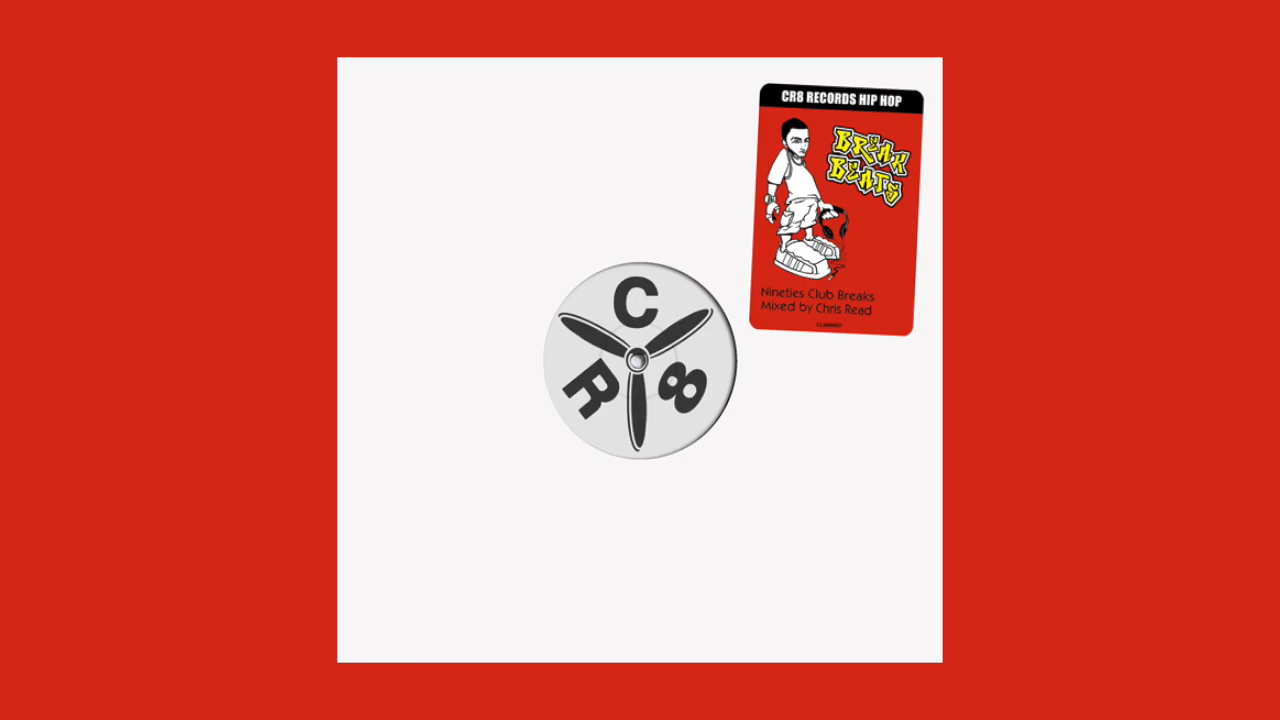 CR8 RECORDS HIP HOP
BREAK
BEATS
Nineties Club Breaks
Mixed by Chris Read
C
R
8